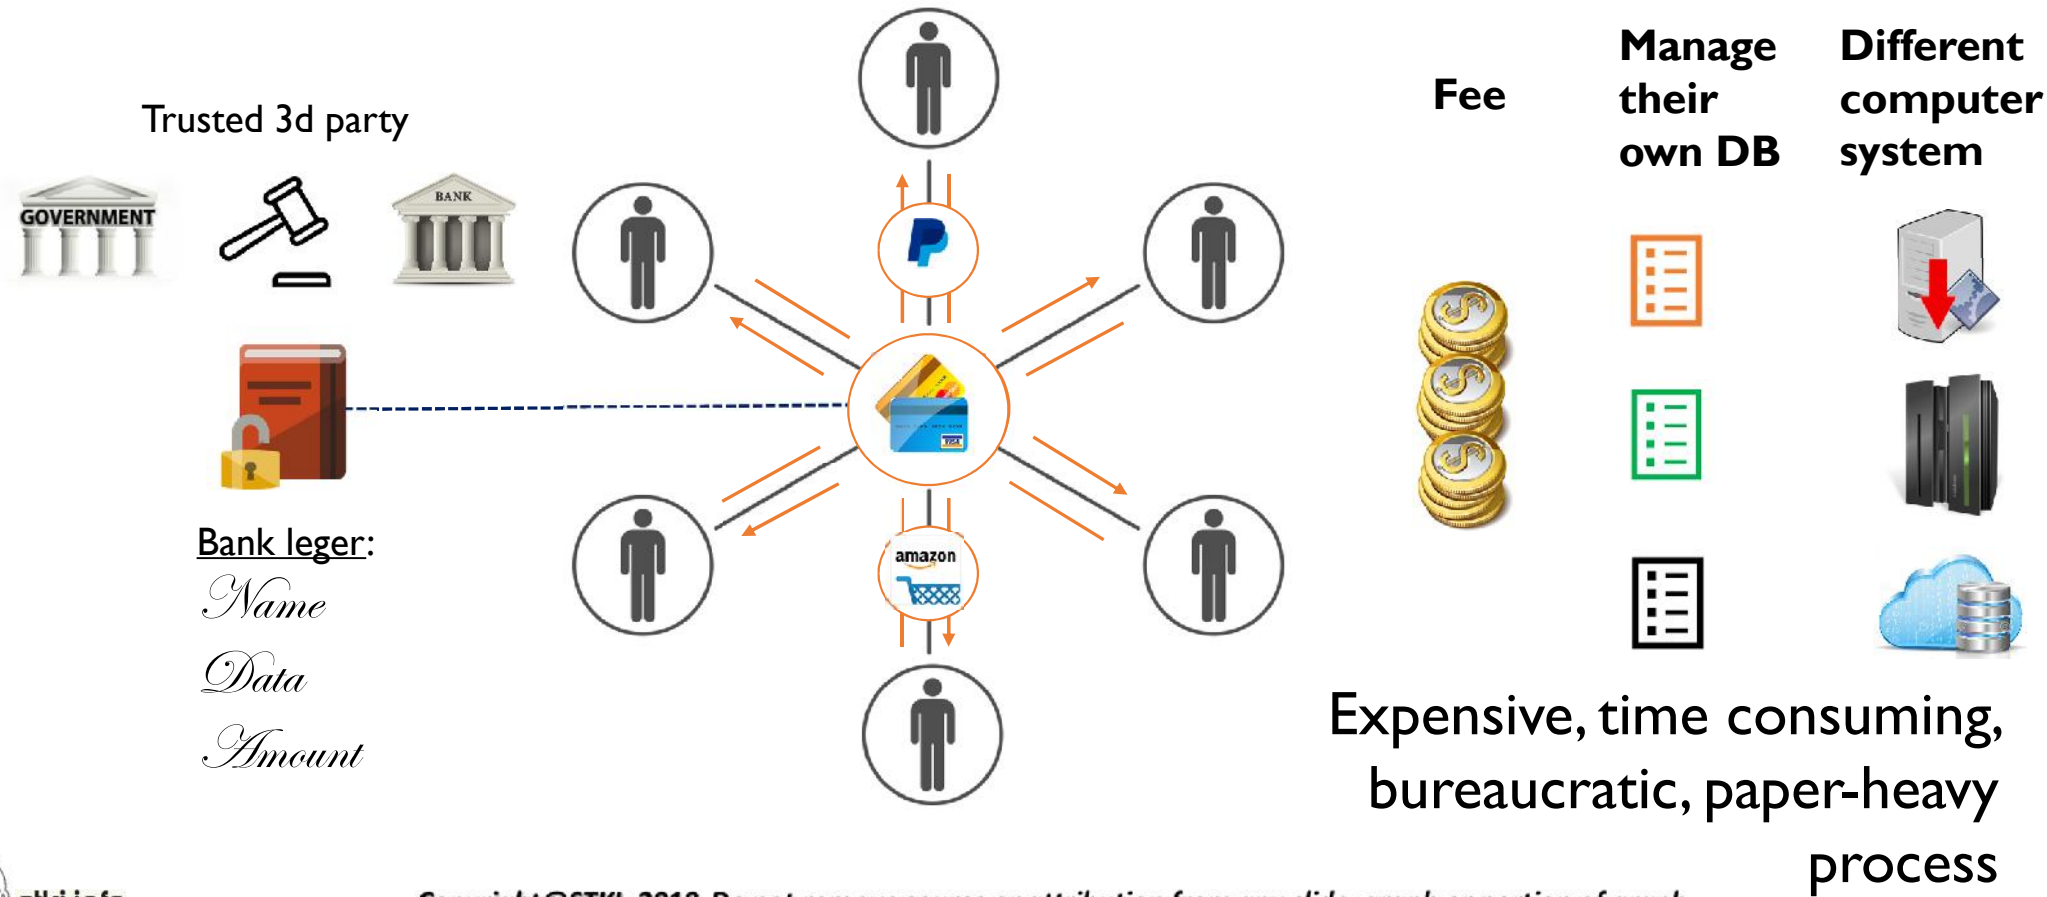 Trusted 3d party
GOVERNMENT
BANK
Bank leger:
Name
Data
Amount
amazon
VISA
Fee
Manage
their
own DB
Different
computer
system
Expensive, time consuming,
bureaucratic, paper-heavy
process